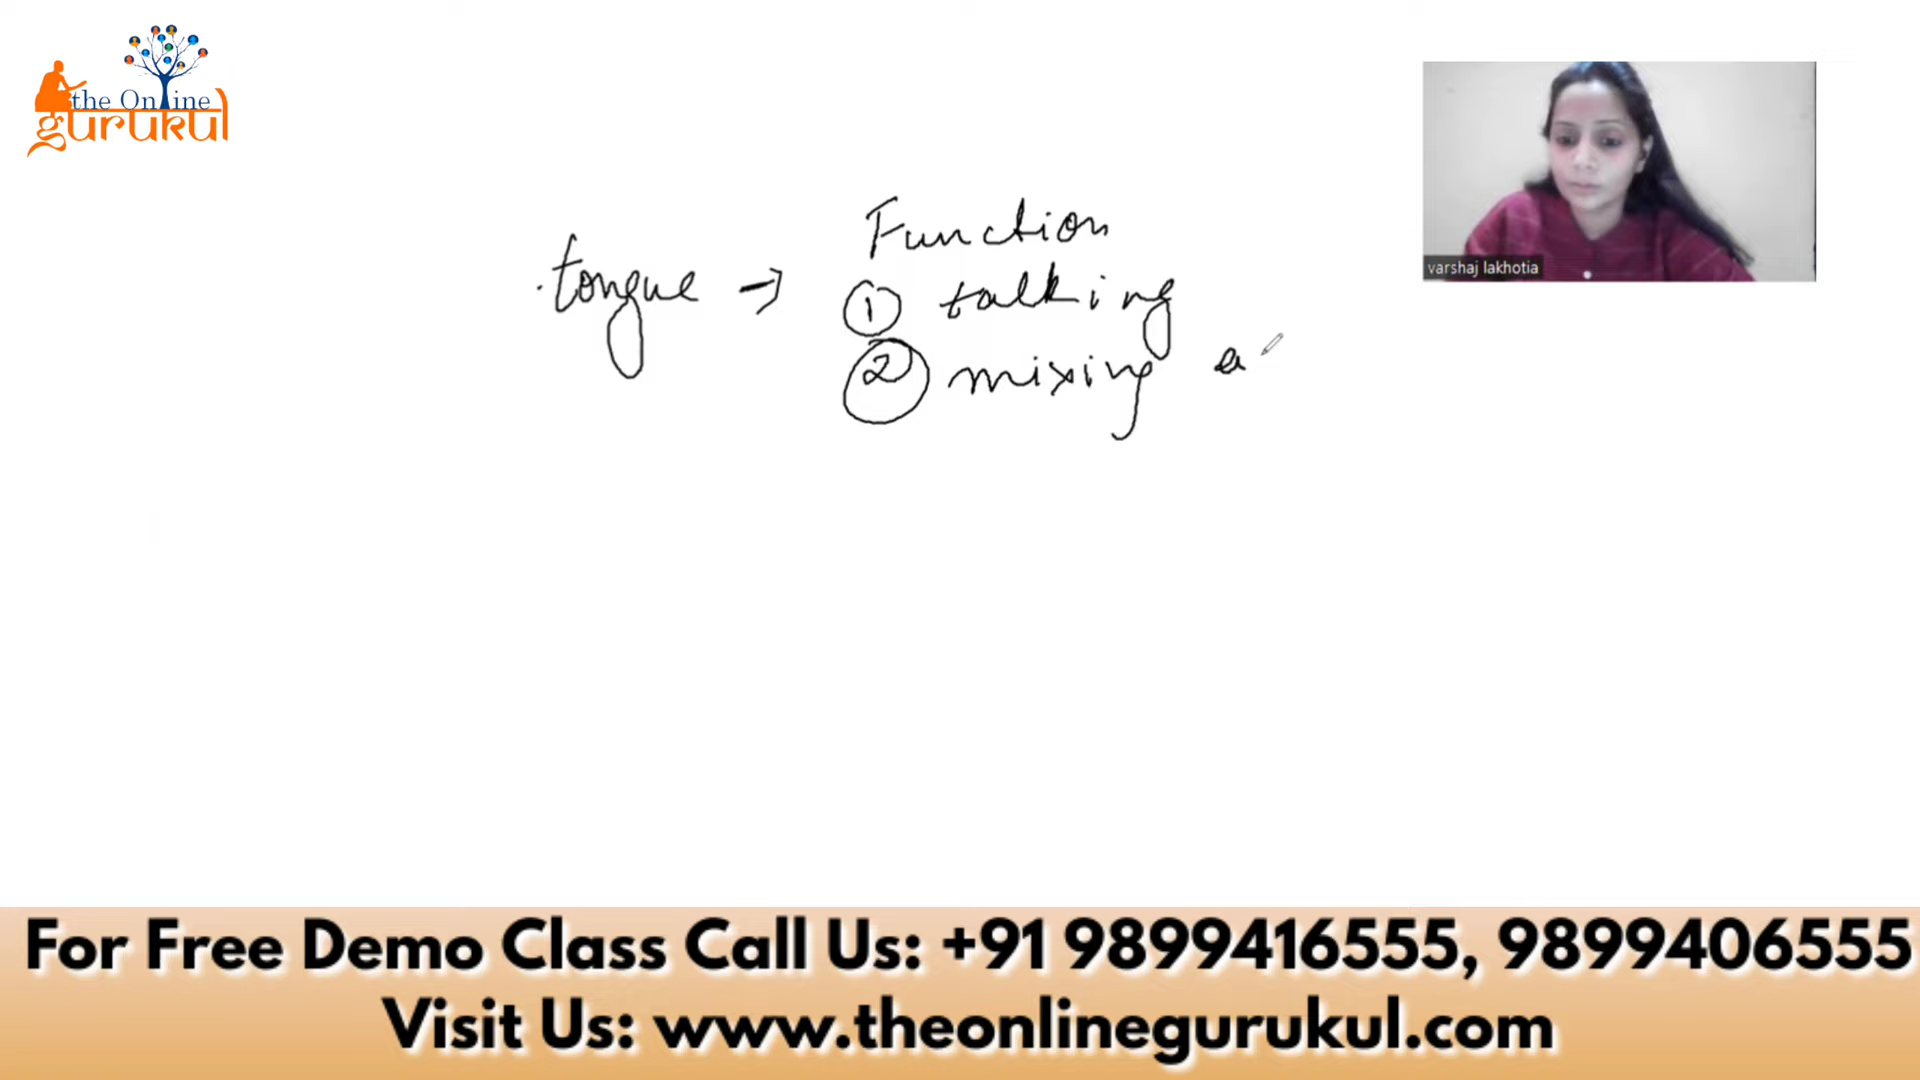 the Online
gurukul
varshaj lakhotia
Function
tongue →
① talking
② mixing a
For Free Demo Class Call Us: +91 9899416555, 9899406555
Visit Us: www.theonlinegurukul.com